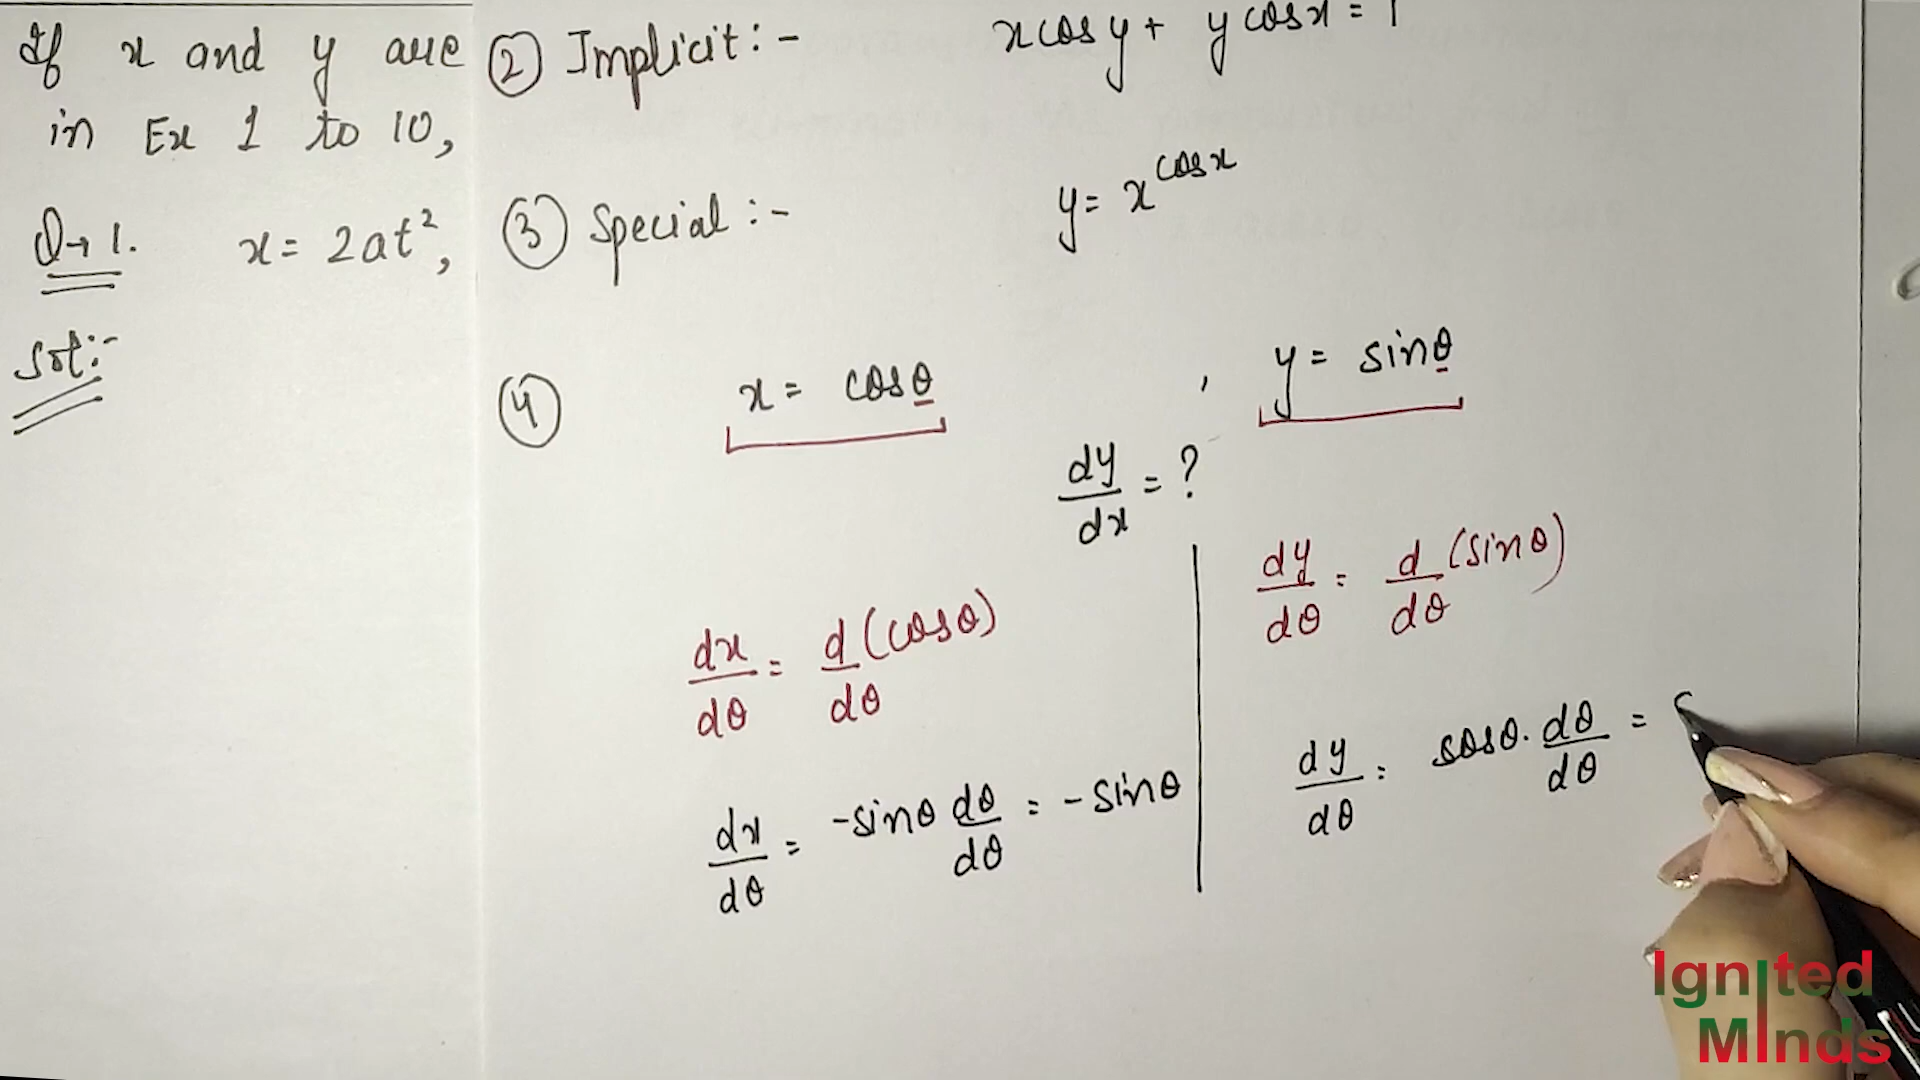 If x and y are
in Ex 1 to 10,
Q→1. x = 2at²,
Sol:-
② Implicit :- x cos y + y cos x = 1
③ Special :- y = x^cosx
④ x = cosθ , y = sinθ
dy/dx = ?
dx/dθ = d/dθ (cosθ)
dx/dθ = -sinθ dθ/dθ = -sinθ
dy/dθ = d/dθ (sinθ)
dy/dθ = cosθ. dθ/dθ =
Ignited
Minds